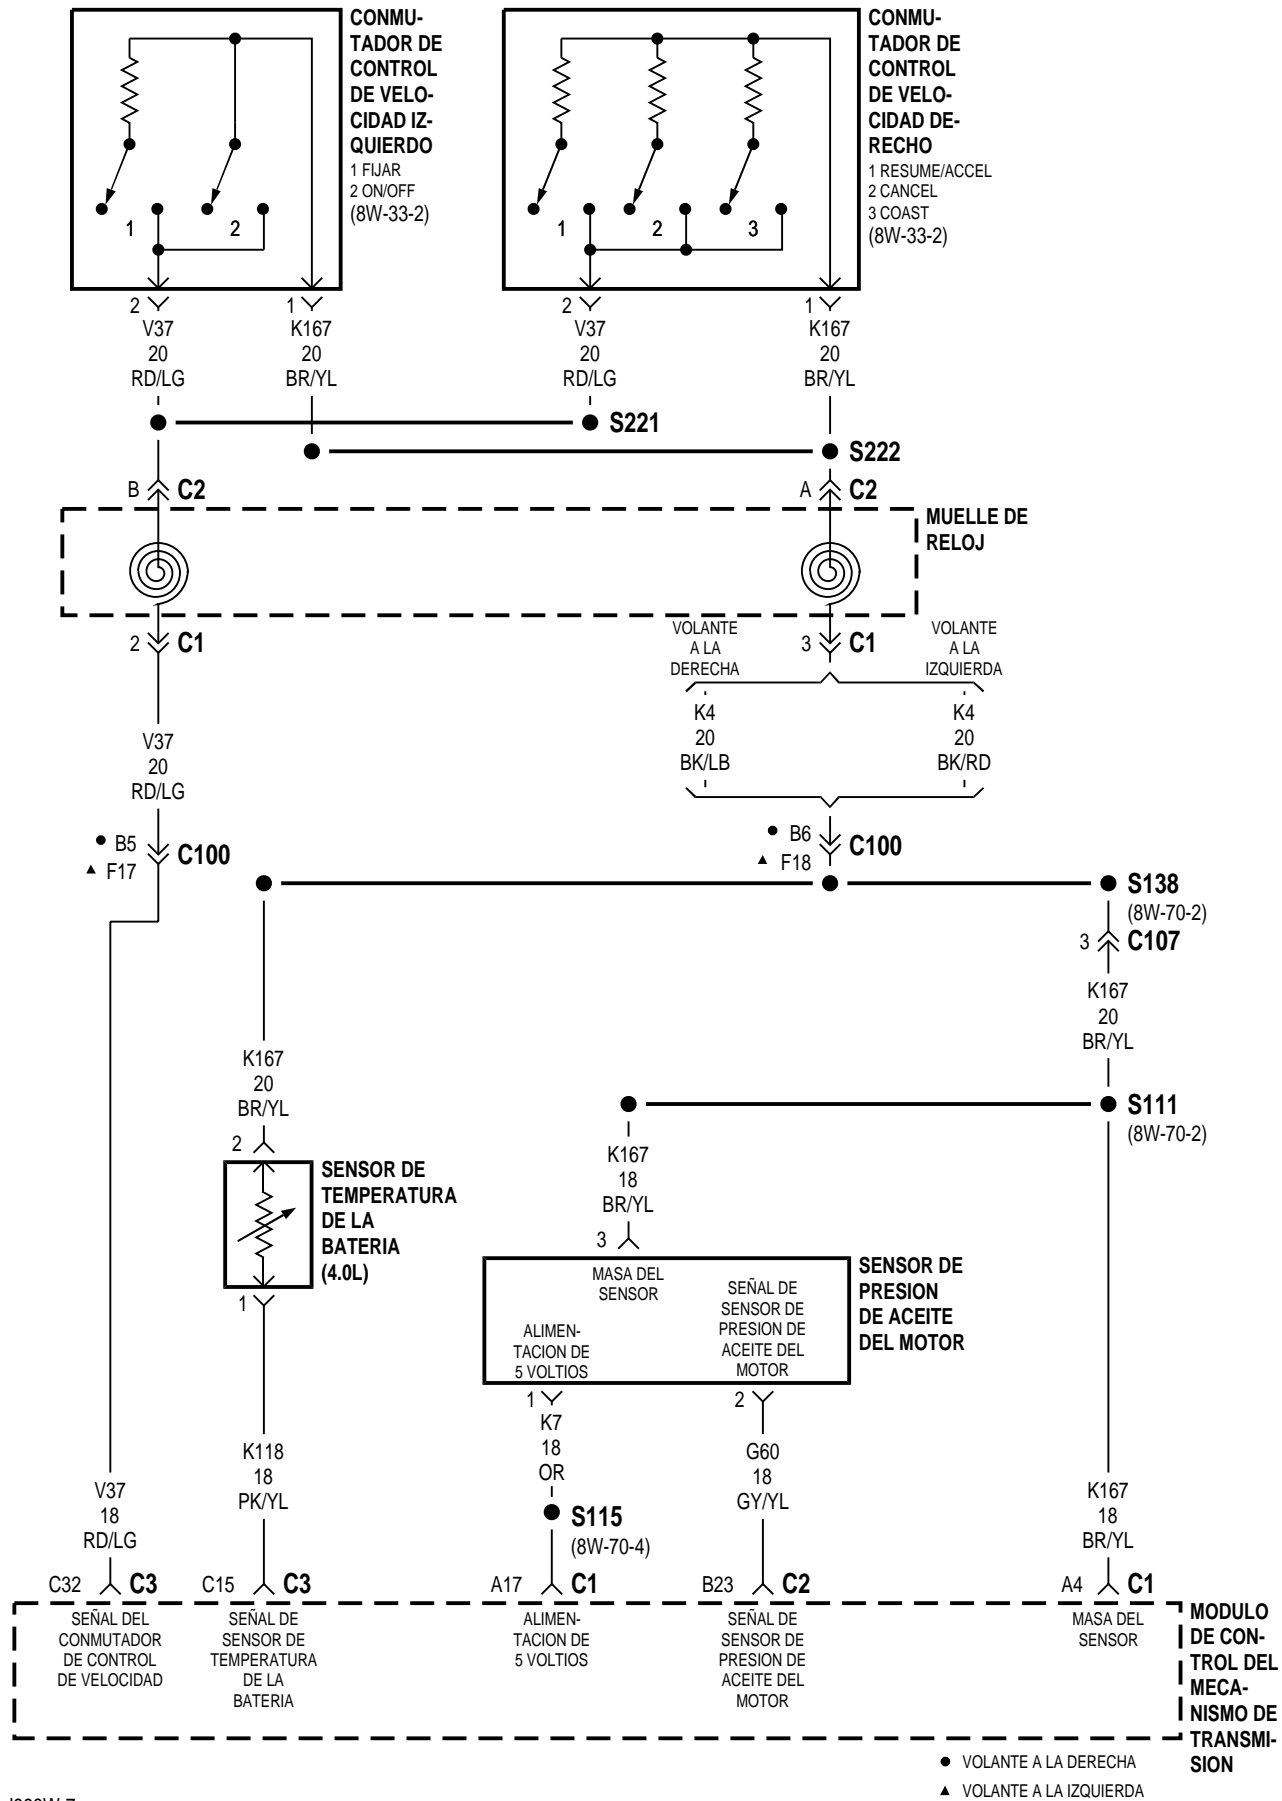 CONMU-
TADOR DE
CONTROL
DE VELO-
CIDAD IZ-
QUIERDO
1 FIJAR
2 ON/OFF
(8W-33-2)
1
2
CONMU-
TADOR DE
CONTROL
DE VELO-
CIDAD DE-
RECHO
1 RESUME/ACCEL
2 CANCEL
3 COAST
(8W-33-2)
1
2
3
2
V37
20
RD/LG
1
K167
20
BR/YL
2
V37
20
RD/LG
1
K167
20
BR/YL
S221
S222
B
C2
A
C2
MUELLE DE
RELOJ
2
C1
3
C1
VOLANTE
A LA
DERECHA
VOLANTE
A LA
IZQUIERDA
K4
20
BK/LB
K4
20
BK/RD
V37
20
RD/LG
● B5
▲ F17
C100
● B6
▲ F18
C100
S138
(8W-70-2)
3
C107
K167
20
BR/YL
K167
20
BR/YL
S111
(8W-70-2)
2
SENSOR DE
TEMPERATURA
DE LA
BATERIA
(4.0L)
1
K167
18
BR/YL
3
MASA DEL
SENSOR
ALIMEN-
TACION DE
5 VOLTIOS
SEÑAL DE
SENSOR DE
PRESION DE
ACEITE DEL
MOTOR
SENSOR DE
PRESION
DE ACEITE
DEL MOTOR
1
K7
18
OR
2
G60
18
GY/YL
K118
18
PK/YL
V37
18
RD/LG
K167
18
BR/YL
S115
(8W-70-4)
C32
C3
C15
C3
A17
C1
B23
C2
A4
C1
SEÑAL DEL
CONMUTADOR
DE CONTROL
DE VELOCIDAD
SEÑAL DE
SENSOR DE
TEMPERATURA
DE LA
BATERIA
ALIMEN-
TACION DE
5 VOLTIOS
SEÑAL DE
SENSOR DE
PRESION DE
ACEITE DEL
MOTOR
MASA DEL
SENSOR
MODULO
DE CON-
TROL DEL
MECA-
NISMO DE
TRANSMI-
SION
● VOLANTE A LA DERECHA
▲ VOLANTE A LA IZQUIERDA